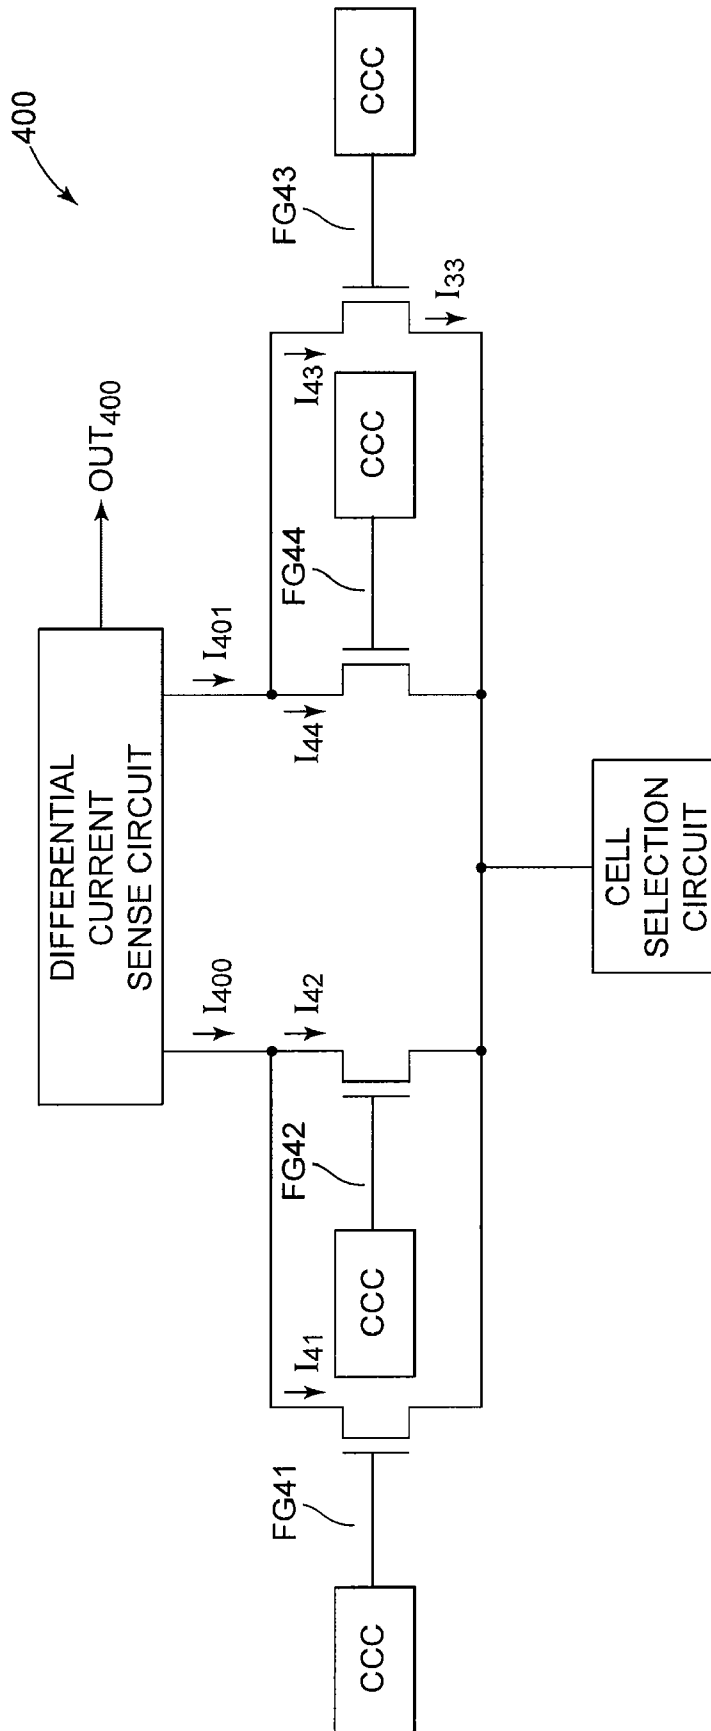 400
DIFFERENTIAL
CURRENT
SENSE CIRCUIT
OUT400
I400
I401
I41
I42
I44
I43
I33
FG41
FG42
FG44
FG43
CCC
CCC
CCC
CCC
CELL
SELECTION
CIRCUIT